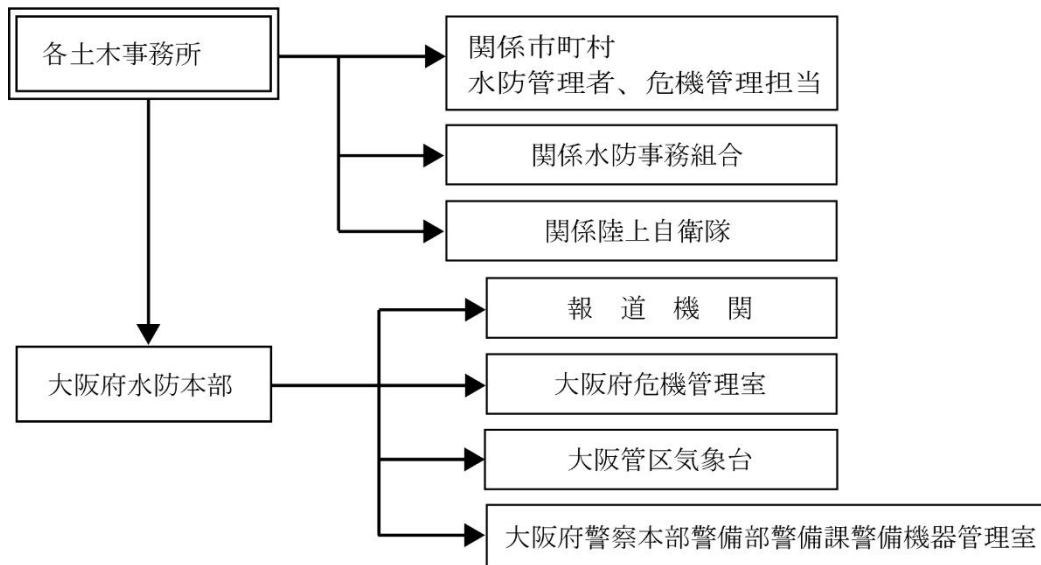 各土木事務所
関係市町村
水防管理者、危機管理担当
関係水防事務組合
関係陸上自衛隊
報 道 機 関
大阪府水防本部
大阪府危機管理室
大阪管区気象台
大阪府警察本部警備部警備課警備機器管理室